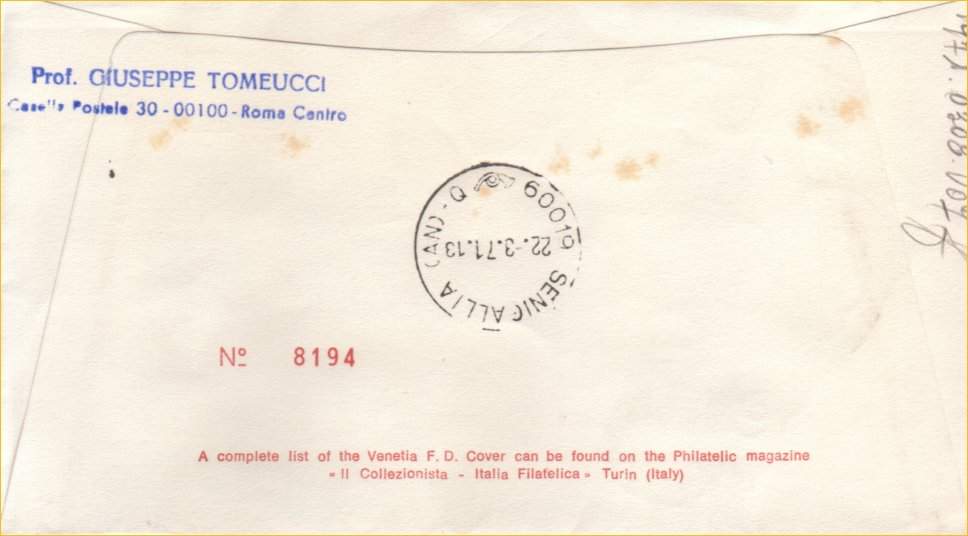 Prof. GIUSEPPE TOMEUCCI
Casella Postale 30 - 00100 - Roma Centro
60019 SENIGALLIA (AN) - Q
22.-3.71.13
Nº 8194
A complete list of the Venetia F. D. Cover can be found on the Philatelic magazine
« Il Collezionista - Italia Filatelica » Turin (Italy)